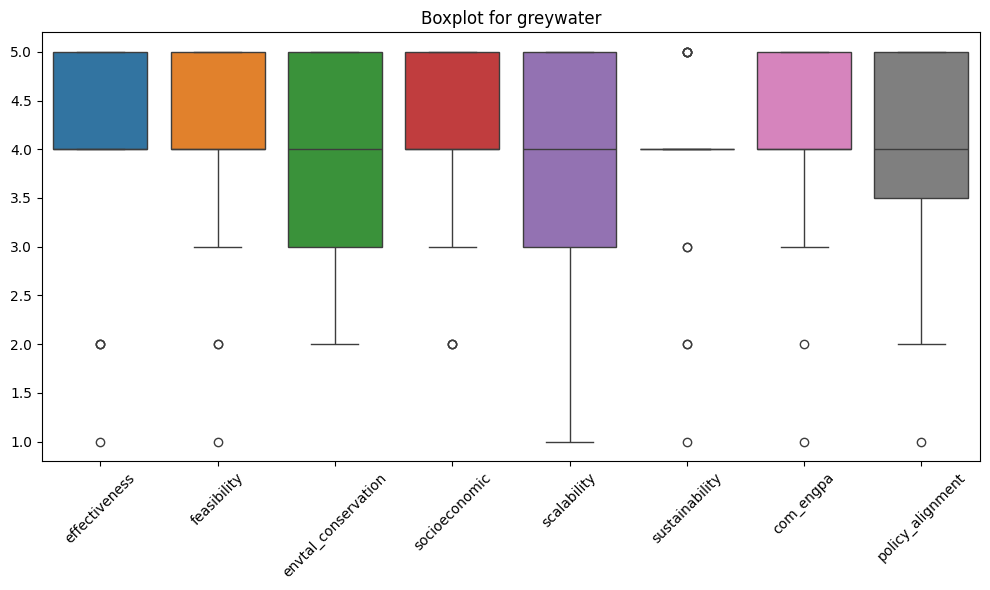 Boxplot for greywater
5.0
4.5
4.0
3.5
3.0
2.5
2.0
1.5
1.0
effectiveness
feasibility
envtal_conservation
socioeconomic
scalability
sustainability
com_engpa
policy_alignment